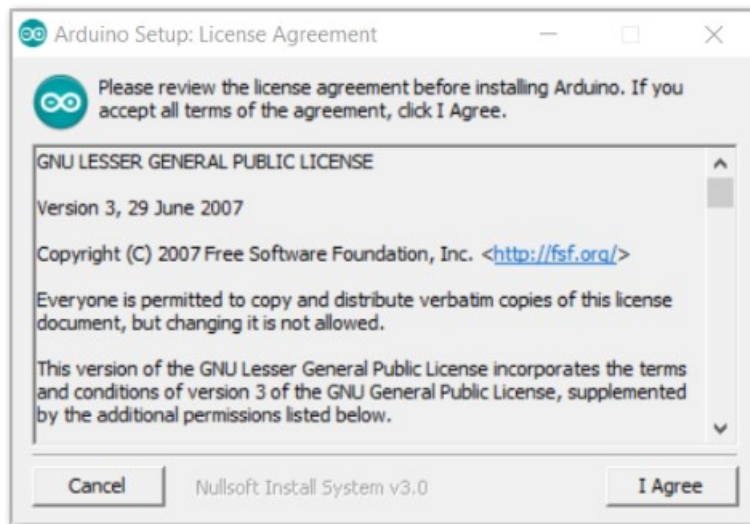 Arduino Setup: License Agreement
Please review the license agreement before installing Arduino. If you
accept all terms of the agreement, click I Agree.
GNU LESSER GENERAL PUBLIC LICENSE
Version 3, 29 June 2007
Copyright (C) 2007 Free Software Foundation, Inc. <http://fsf.org/>
Everyone is permitted to copy and distribute verbatim copies of this license
document, but changing it is not allowed.
This version of the GNU Lesser General Public License incorporates the terms
and conditions of version 3 of the GNU General Public License, supplemented
by the additional permissions listed below.
Cancel
Nullsoft Install System v3.0
I Agree